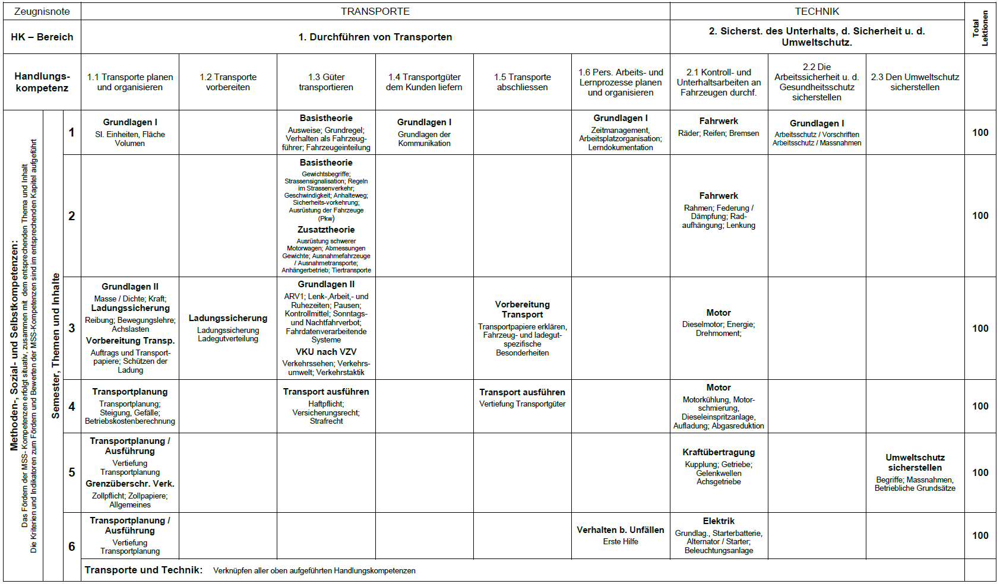 Zeugnisnote
TRANSPORTE
TECHNIK
Total
Lektionen
HK – Bereich
1. Durchführen von Transporten
2. Sicherst. des Unterhalts, d. Sicherheit u. d.
Umweltschutz.
Handlungs-
kompetenz
1.1 Transporte planen
und organisieren
1.2 Transporte
vorbereiten
1.3 Güter
transportieren
1.4 Transportgüter
dem Kunden liefern
1.5 Transporte
abschliessen
1.6 Pers. Arbeits- und
Lernprozesse planen
und organisieren
2.1 Kontroll- und
Unterhaltsarbeiten an
Fahrzeugen durchf.
2.2 Die
Arbeitssicherheit u. d.
Gesundheitsschutz
sicherstellen
2.3 Den Umweltschutz
sicherstellen
Methoden-, Sozial- und Selbstkompetenzen:
Das Fördern der MSS- Kompetenzen erfolgt situativ, zusammen mit dem entsprechenden Thema und Inhalt
Die Kriterien und Indikatoren zum Fördern und Bewerten der MSS-Kompetenzen sind im entsprechenden Kapitel aufgeführt
Semester, Themen und Inhalte
1
Grundlagen I
SI. Einheiten, Fläche
Volumen
Basistheorie
Ausweise; Grundregel;
Verhalten als Fahrzeug-
führer; Fahrzeugeinteilung
Grundlagen I
Grundlagen der
Kommunikation
Grundlagen I
Zeitmanagement,
Arbeitsplatzorganisation;
Lerndokumentation
Fahrwerk
Räder; Reifen; Bremsen
Grundlagen I
Arbeitsschutz / Vorschriften
Arbeitsschutz / Massnahmen
100
2
Basistheorie
Gewichtsbegriffe;
Strassensignalisation; Regeln
im Strassenverkehr;
Geschwindigkeit; Anhalteweg;
Sicherheits-vorkehrung;
Ausrüstung der Fahrzeuge
(Pkw)
Zusatztheorie
Ausrüstung schwerer
Motorwagen; Abmessungen
Gewichte; Ausnahmefahrzeuge
/ Ausnahmetransporte;
Anhängerbetrieb; Tiertransporte
Fahrwerk
Rahmen; Federung /
Dämpfung; Rad-
aufhängung; Lenkung
100
3
Grundlagen II
Masse / Dichte; Kraft;
Ladungssicherung
Reibung; Bewegungslehre;
Achslasten
Vorbereitung Transp.
Auftrags und Transport-
papiere; Schützen der
Ladung
Ladungssicherung
Ladungssicherung
Ladegutverteilung
Grundlagen II
ARV1; Lenk-,Arbeit,- und
Ruhezeiten; Pausen;
Kontrollmittel; Sonntags-
und Nachtfahrverbot;
Fahrdatenverarbeitende
Systeme
VKU nach VZV
Verkehrssehen; Verkehrs-
umwelt; Verkehrstaktik
Vorbereitung
Transport
Transportpapiere erklären,
Fahrzeug- und ladegut-
spezifische
Besonderheiten
Motor
Dieselmotor; Energie;
Drehmoment;
100
4
Transportplanung
Transportplanung;
Steigung, Gefälle;
Betriebskostenberechnung
Transport ausführen
Haftpflicht;
Versicherungsrecht;
Strafrecht
Transport ausführen
Vertiefung Transportgüter
Motor
Motorkühlung, Motor-
schmierung,
Dieseleinspritzanlage,
Aufladung; Abgasreduktion
100
5
Transportplanung /
Ausführung
Vertiefung
Transportplanung
Grenzüberschr. Verk.
Zollpflicht; Zollpapiere;
Allgemeines
Kraftübertragung
Kupplung; Getriebe;
Gelenkwellen
Achsgetriebe
Umweltschutz
sicherstellen
Begriffe; Massnahmen,
Betriebliche Grundsätze
100
6
Transportplanung /
Ausführung
Vertiefung
Transportplanung
Verhalten b. Unfällen
Erste Hilfe
Elektrik
Grundlag., Starterbatterie,
Alternator / Starter;
Beleuchtungsanlage
100
Transporte und Technik: Verknüpfen aller oben aufgeführten Handlungskompetenzen